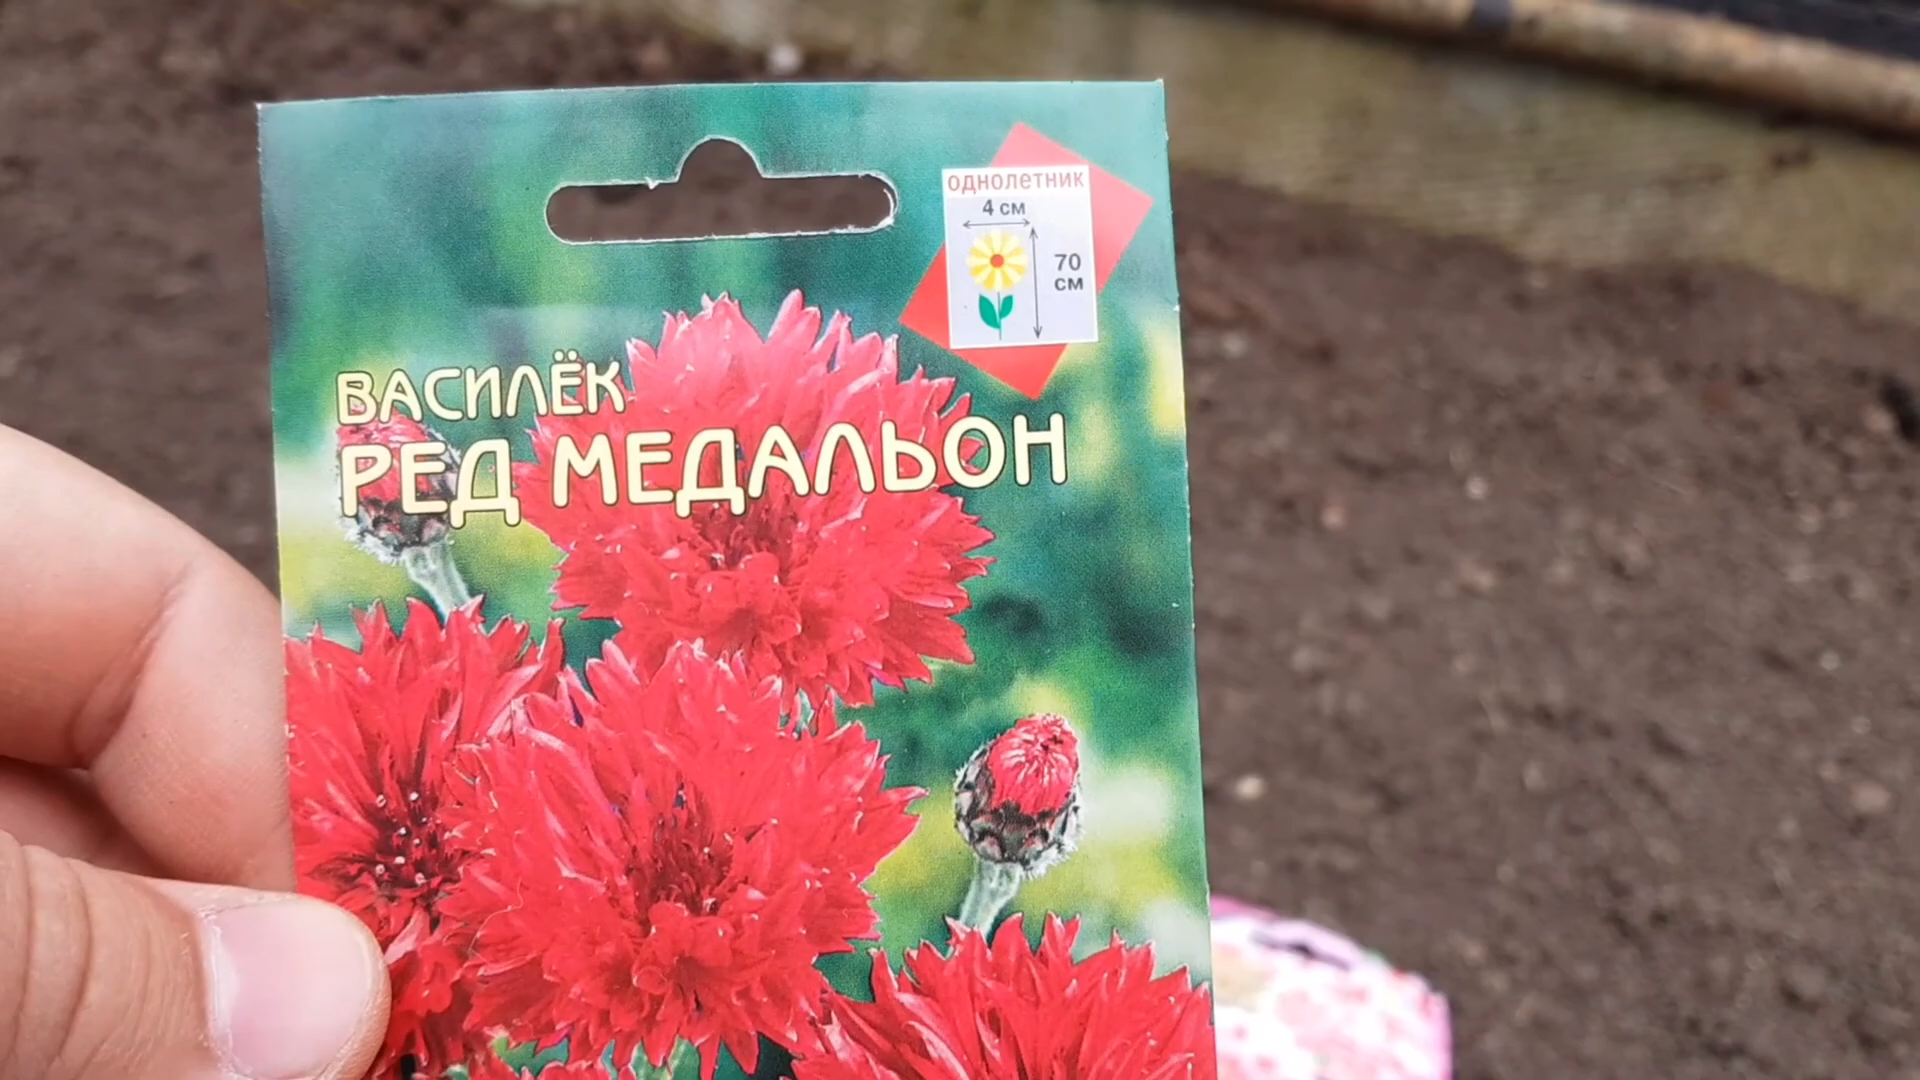 ОДНОЛЕТНИК
4 СМ
70
СМ
ВАСИЛЁК
РЕД МЕДАЛЬОН